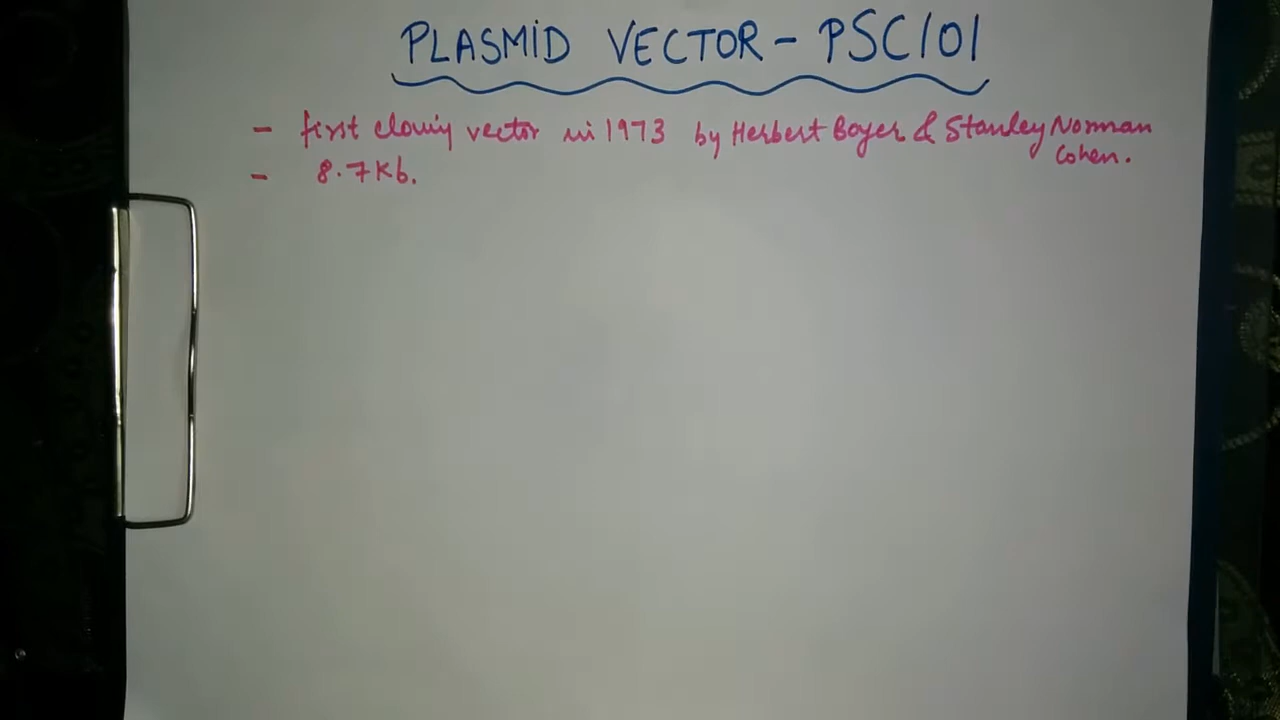 PLASMID VECTOR - PSC101
- first cloning vector in 1973 by Herbert Boyer & Stanley Norman
Cohen.
- 8.7Kb.